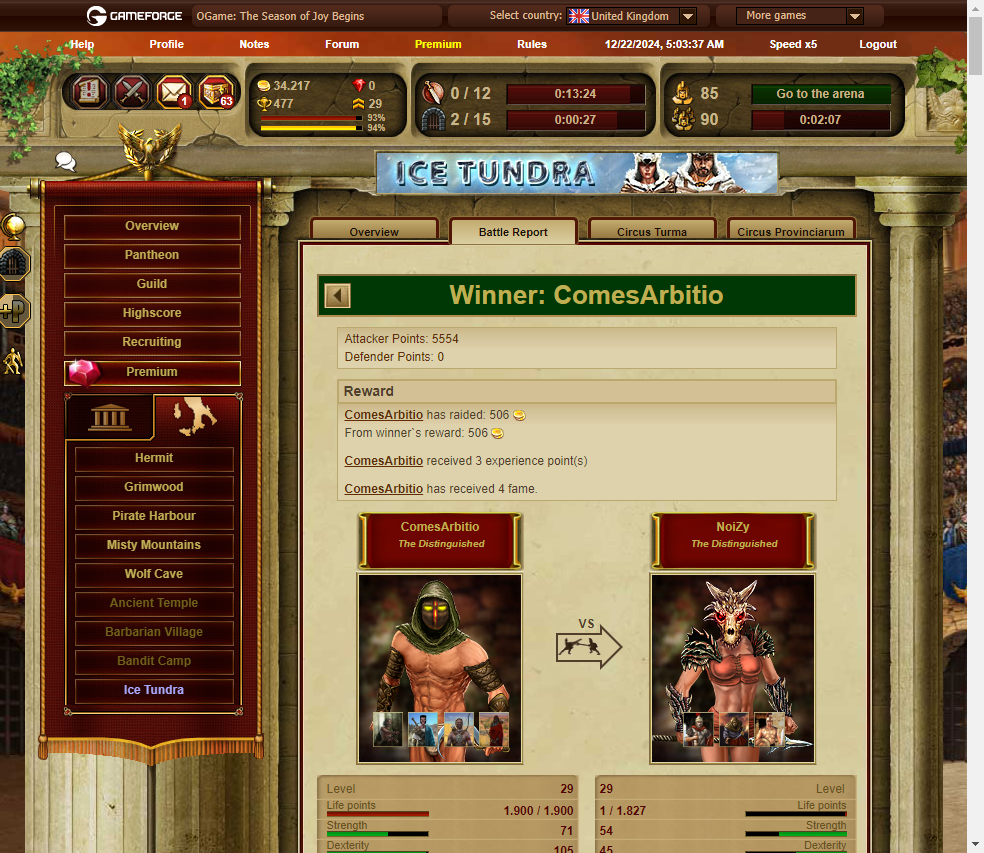 GAMEFORGE
OGame: The Season of Joy Begins
Select country:
United Kingdom
More games
Help
Profile
Notes
Forum
Premium
Rules
12/22/2024, 5:03:37 AM
Speed x5
Logout
1
63
34.217
0
477
29
93%
94%
0 / 12
0:13:24
2 / 15
0:00:27
85
Go to the arena
90
0:02:07
ICE TUNDRA
Overview
Pantheon
Guild
Highscore
Recruiting
Premium
Hermit
Grimwood
Pirate Harbour
Misty Mountains
Wolf Cave
Ancient Temple
Barbarian Village
Bandit Camp
Ice Tundra
+P
Overview
Battle Report
Circus Turma
Circus Provinciarum
Winner: ComesArbitio
Attacker Points: 5554
Defender Points: 0
Reward
ComesArbitio has raided: 506
From winner`s reward: 506
ComesArbitio received 3 experience point(s)
ComesArbitio has received 4 fame.
ComesArbitio
The Distinguished
VS
NoiZy
The Distinguished
Level 29
Life points 1.900 / 1.900
Strength 71
Dexterity 105
29 Level
1 / 1.827 Life points
54 Strength
45 Dexterity